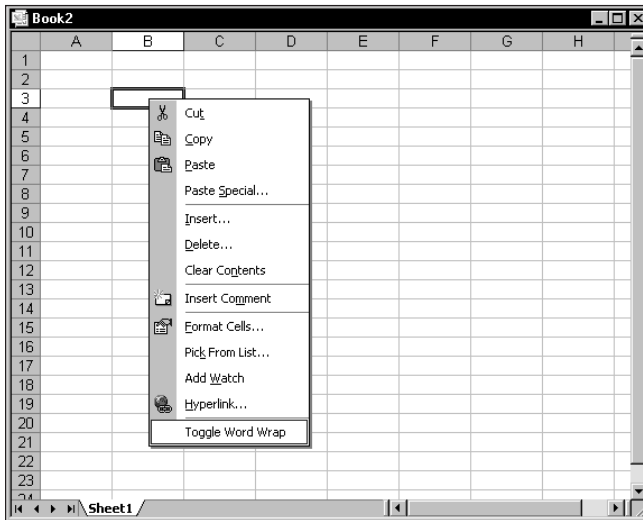 Book2
A B C D E F G H
1
2
3
4
Cut
5
Copy
6
Paste
7
8
Paste Special...
9
Insert...
10
Delete...
11
12
Clear Contents
13
Insert Comment
14
15
Format Cells...
16
Pick From List...
17
18
Add Watch
19
Hyperlink...
20
Toggle Word Wrap
21
22
23
24
Sheet1